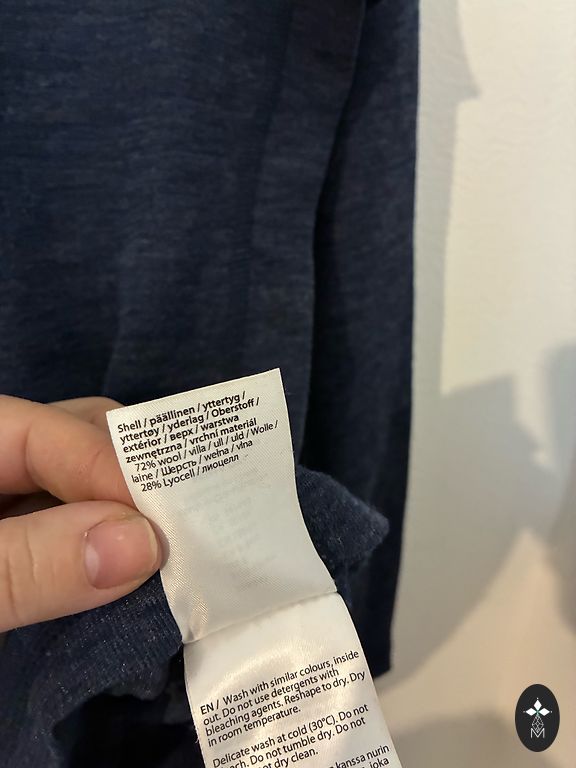 Shell / päällinen / yttertyg /
yttertøy / yderlag / Oberstoff /
extérior / верх / warstwa
zewnętrzna / vrchní materiál
72% wool / villa / ull / uld / Wolle /
laine / Шерсть / wełna / vlna
28% Lyocell / лиоцелл
EN / Wash with similar colours, inside
out. Do not use detergents with
bleaching agents. Reshape to dry. Dry
in room temperature.
Delicate wash at cold (30°C). Do not
Do not tumble dry. Do not
dry clean.
kanssa nurin
joka
M